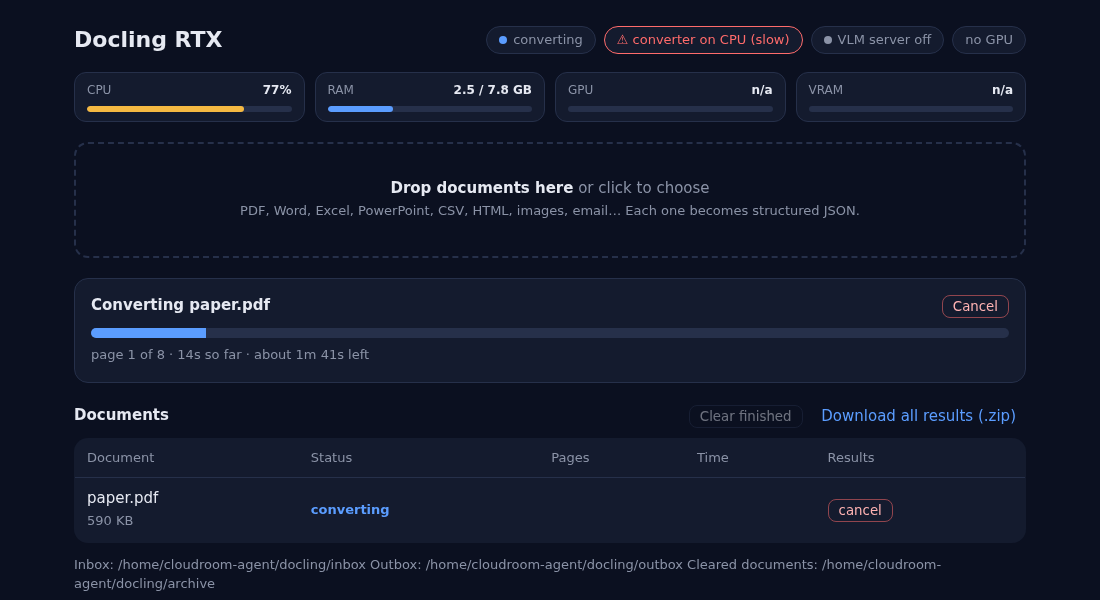 Docling RTX
converting
⚠ converter on CPU (slow)
VLM server off
no GPU
CPU 77%
RAM 2.5 / 7.8 GB
GPU n/a
VRAM n/a
Drop documents here or click to choose
PDF, Word, Excel, PowerPoint, CSV, HTML, images, email… Each one becomes structured JSON.
Converting paper.pdf
Cancel
page 1 of 8 · 14s so far · about 1m 41s left
Documents
Clear finished
Download all results (.zip)
Document Status Pages Time Results
paper.pdf
590 KB
converting
cancel
Inbox: /home/cloudroom-agent/docling/inbox Outbox: /home/cloudroom-agent/docling/outbox Cleared documents: /home/cloudroom-
agent/docling/archive